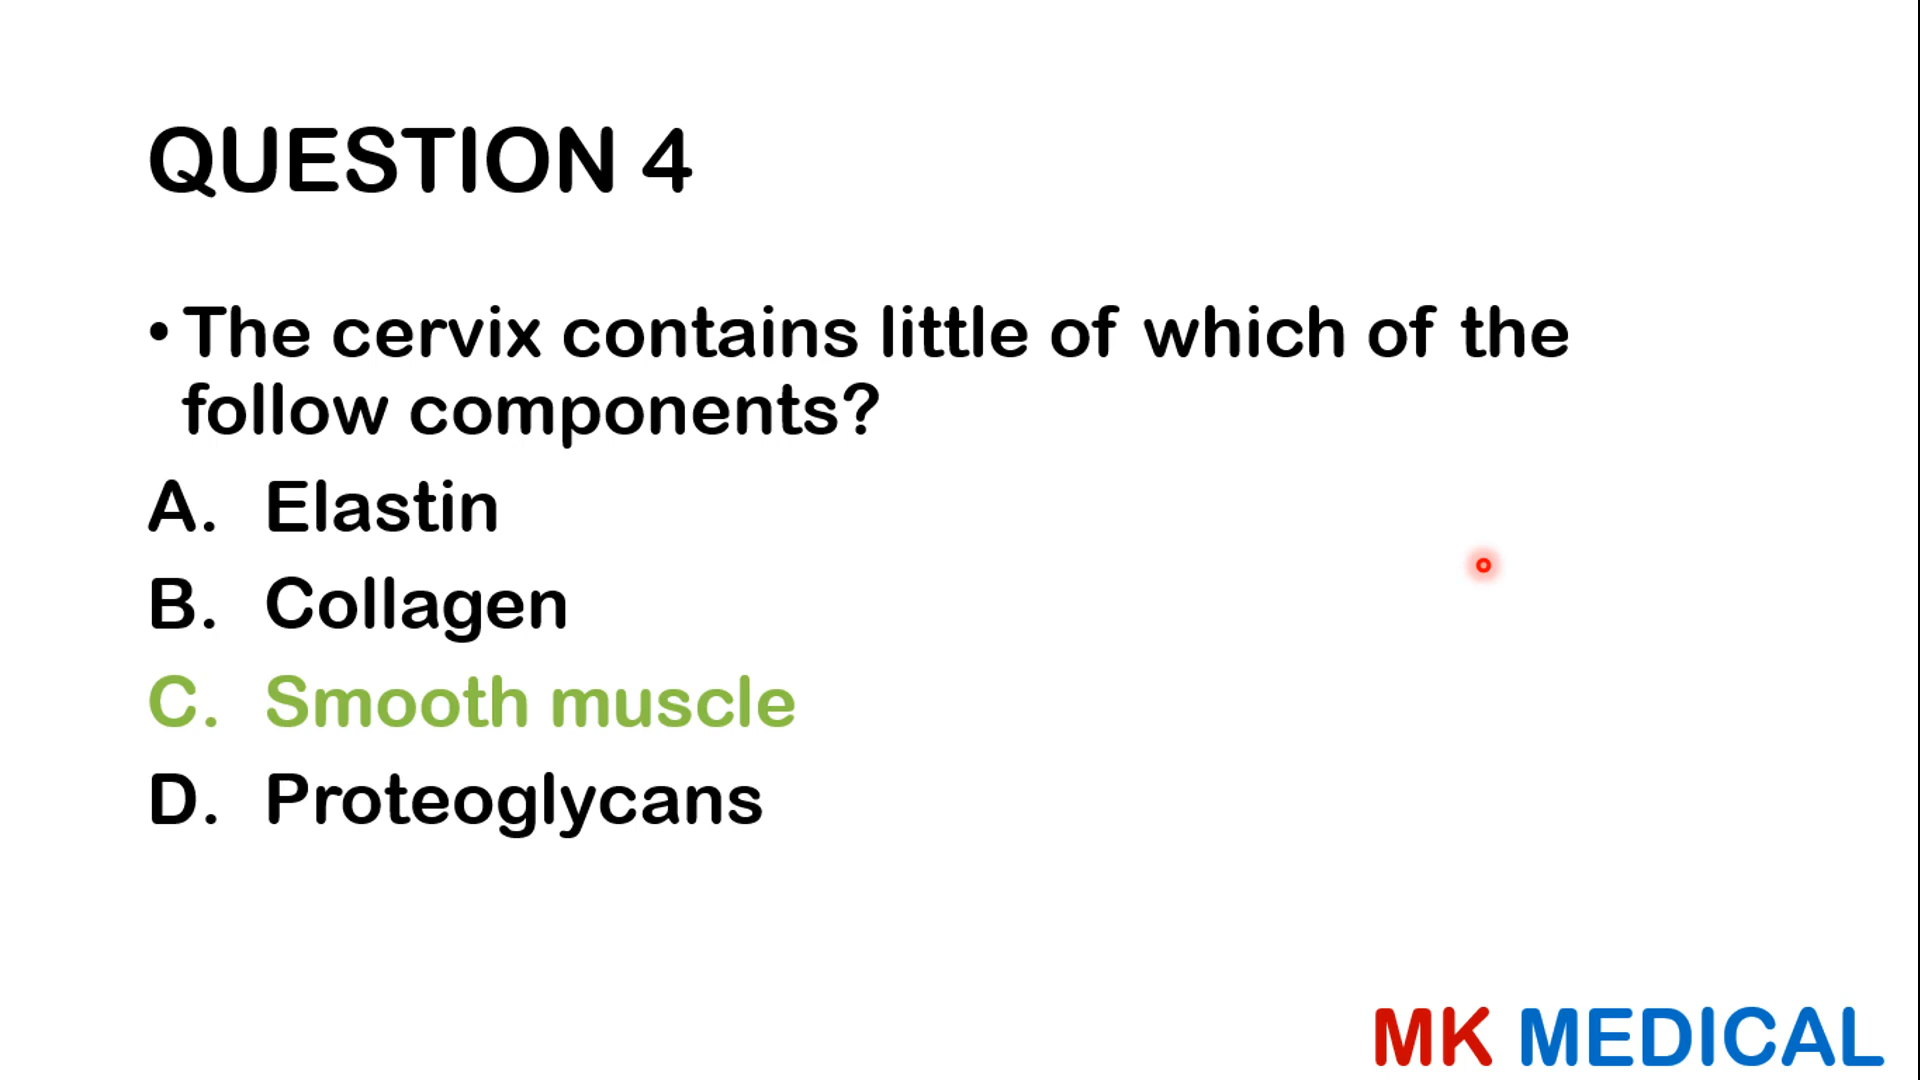 QUESTION 4
• The cervix contains little of which of the
follow components?
A. Elastin
B. Collagen
C. Smooth muscle
D. Proteoglycans
MK MEDICAL